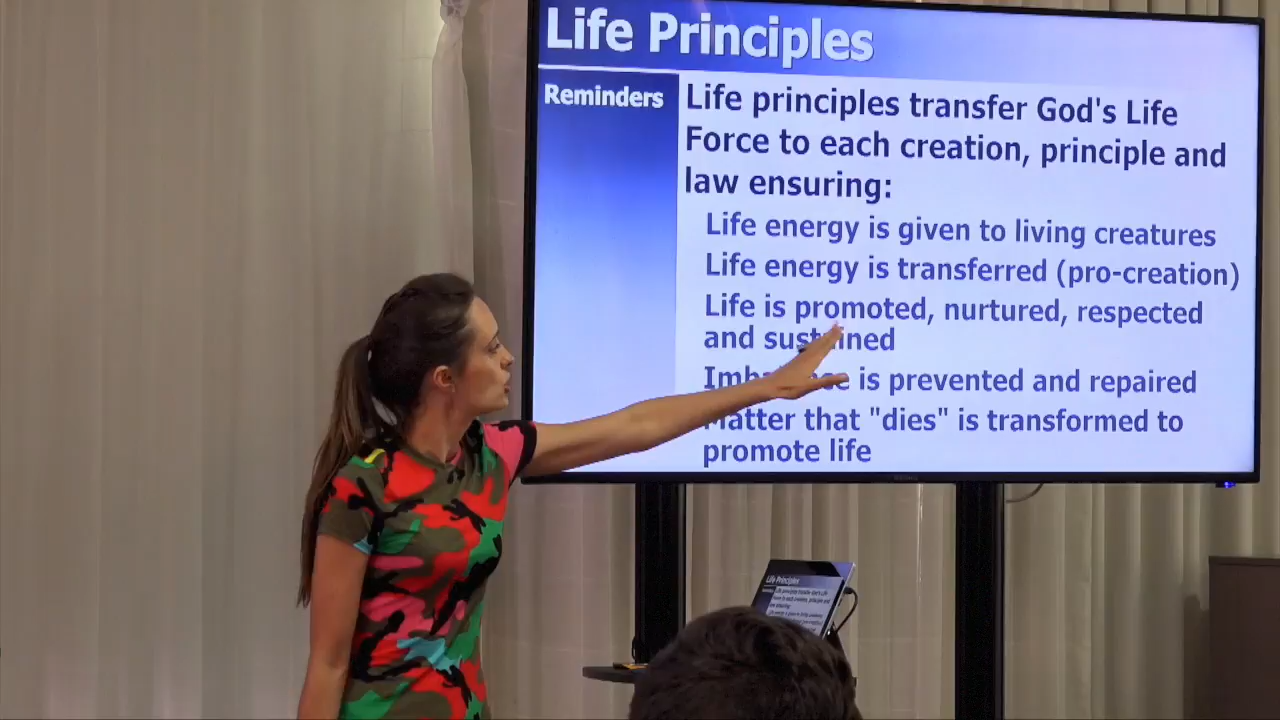 Life Principles
Reminders
Life principles transfer God's Life
Force to each creation, principle and
law ensuring:
Life energy is given to living creatures
Life energy is transferred (pro-creation)
Life is promoted, nurtured, respected
and sustained
is prevented and repaired
Matter that "dies" is transformed to
promote life
Life Principles